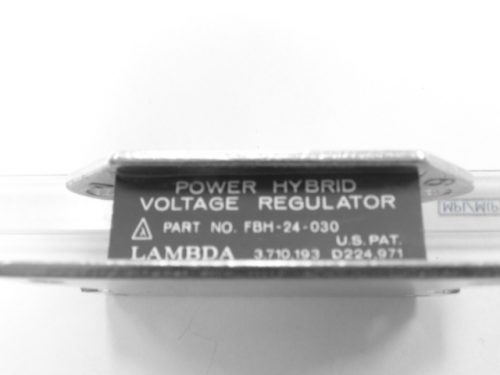 POWER HYBRID
VOLTAGE REGULATOR
PART NO. FBH-24-030
U.S. PAT.
LAMBDA 3,710,193 D224,971